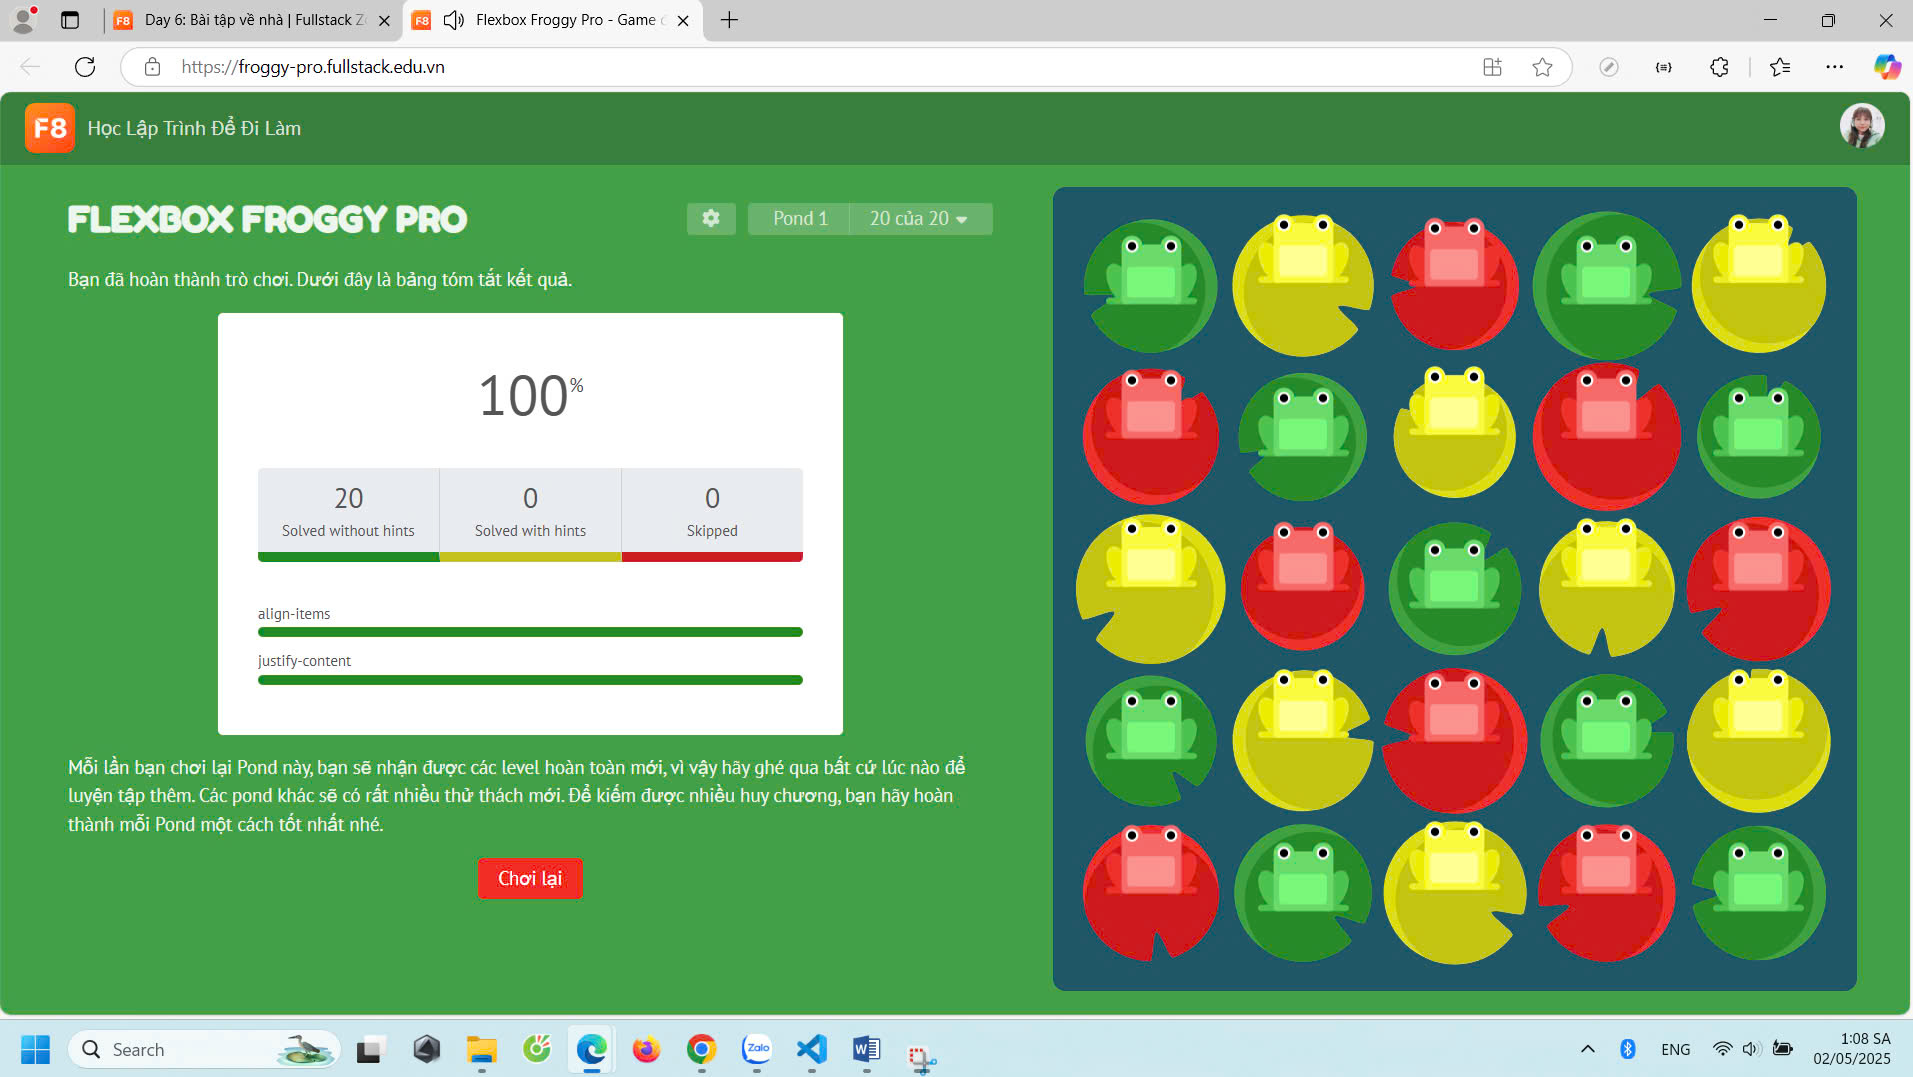 Day 6: Bài tập về nhà | Fullstack
Flexbox Froggy Pro - Game
https://froggy-pro.fullstack.edu.vn
F8 Học Lập Trình Để Đi Làm
FLEXBOX FROGGY PRO
Pond 1
20 của 20
Bạn đã hoàn thành trò chơi. Dưới đây là bảng tóm tắt kết quả.
100%
20
Solved without hints
0
Solved with hints
0
Skipped
align-items
justify-content
Mỗi lần bạn chơi lại Pond này, bạn sẽ nhận được các level hoàn toàn mới, vì vậy hãy ghé qua bất cứ lúc nào để
luyện tập thêm. Các pond khác sẽ có rất nhiều thử thách mới. Để kiếm được nhiều huy chương, bạn hãy hoàn
thành mỗi Pond một cách tốt nhất nhé.
Chơi lại
Search
Zalo
ENG
1:08 SA
02/05/2025